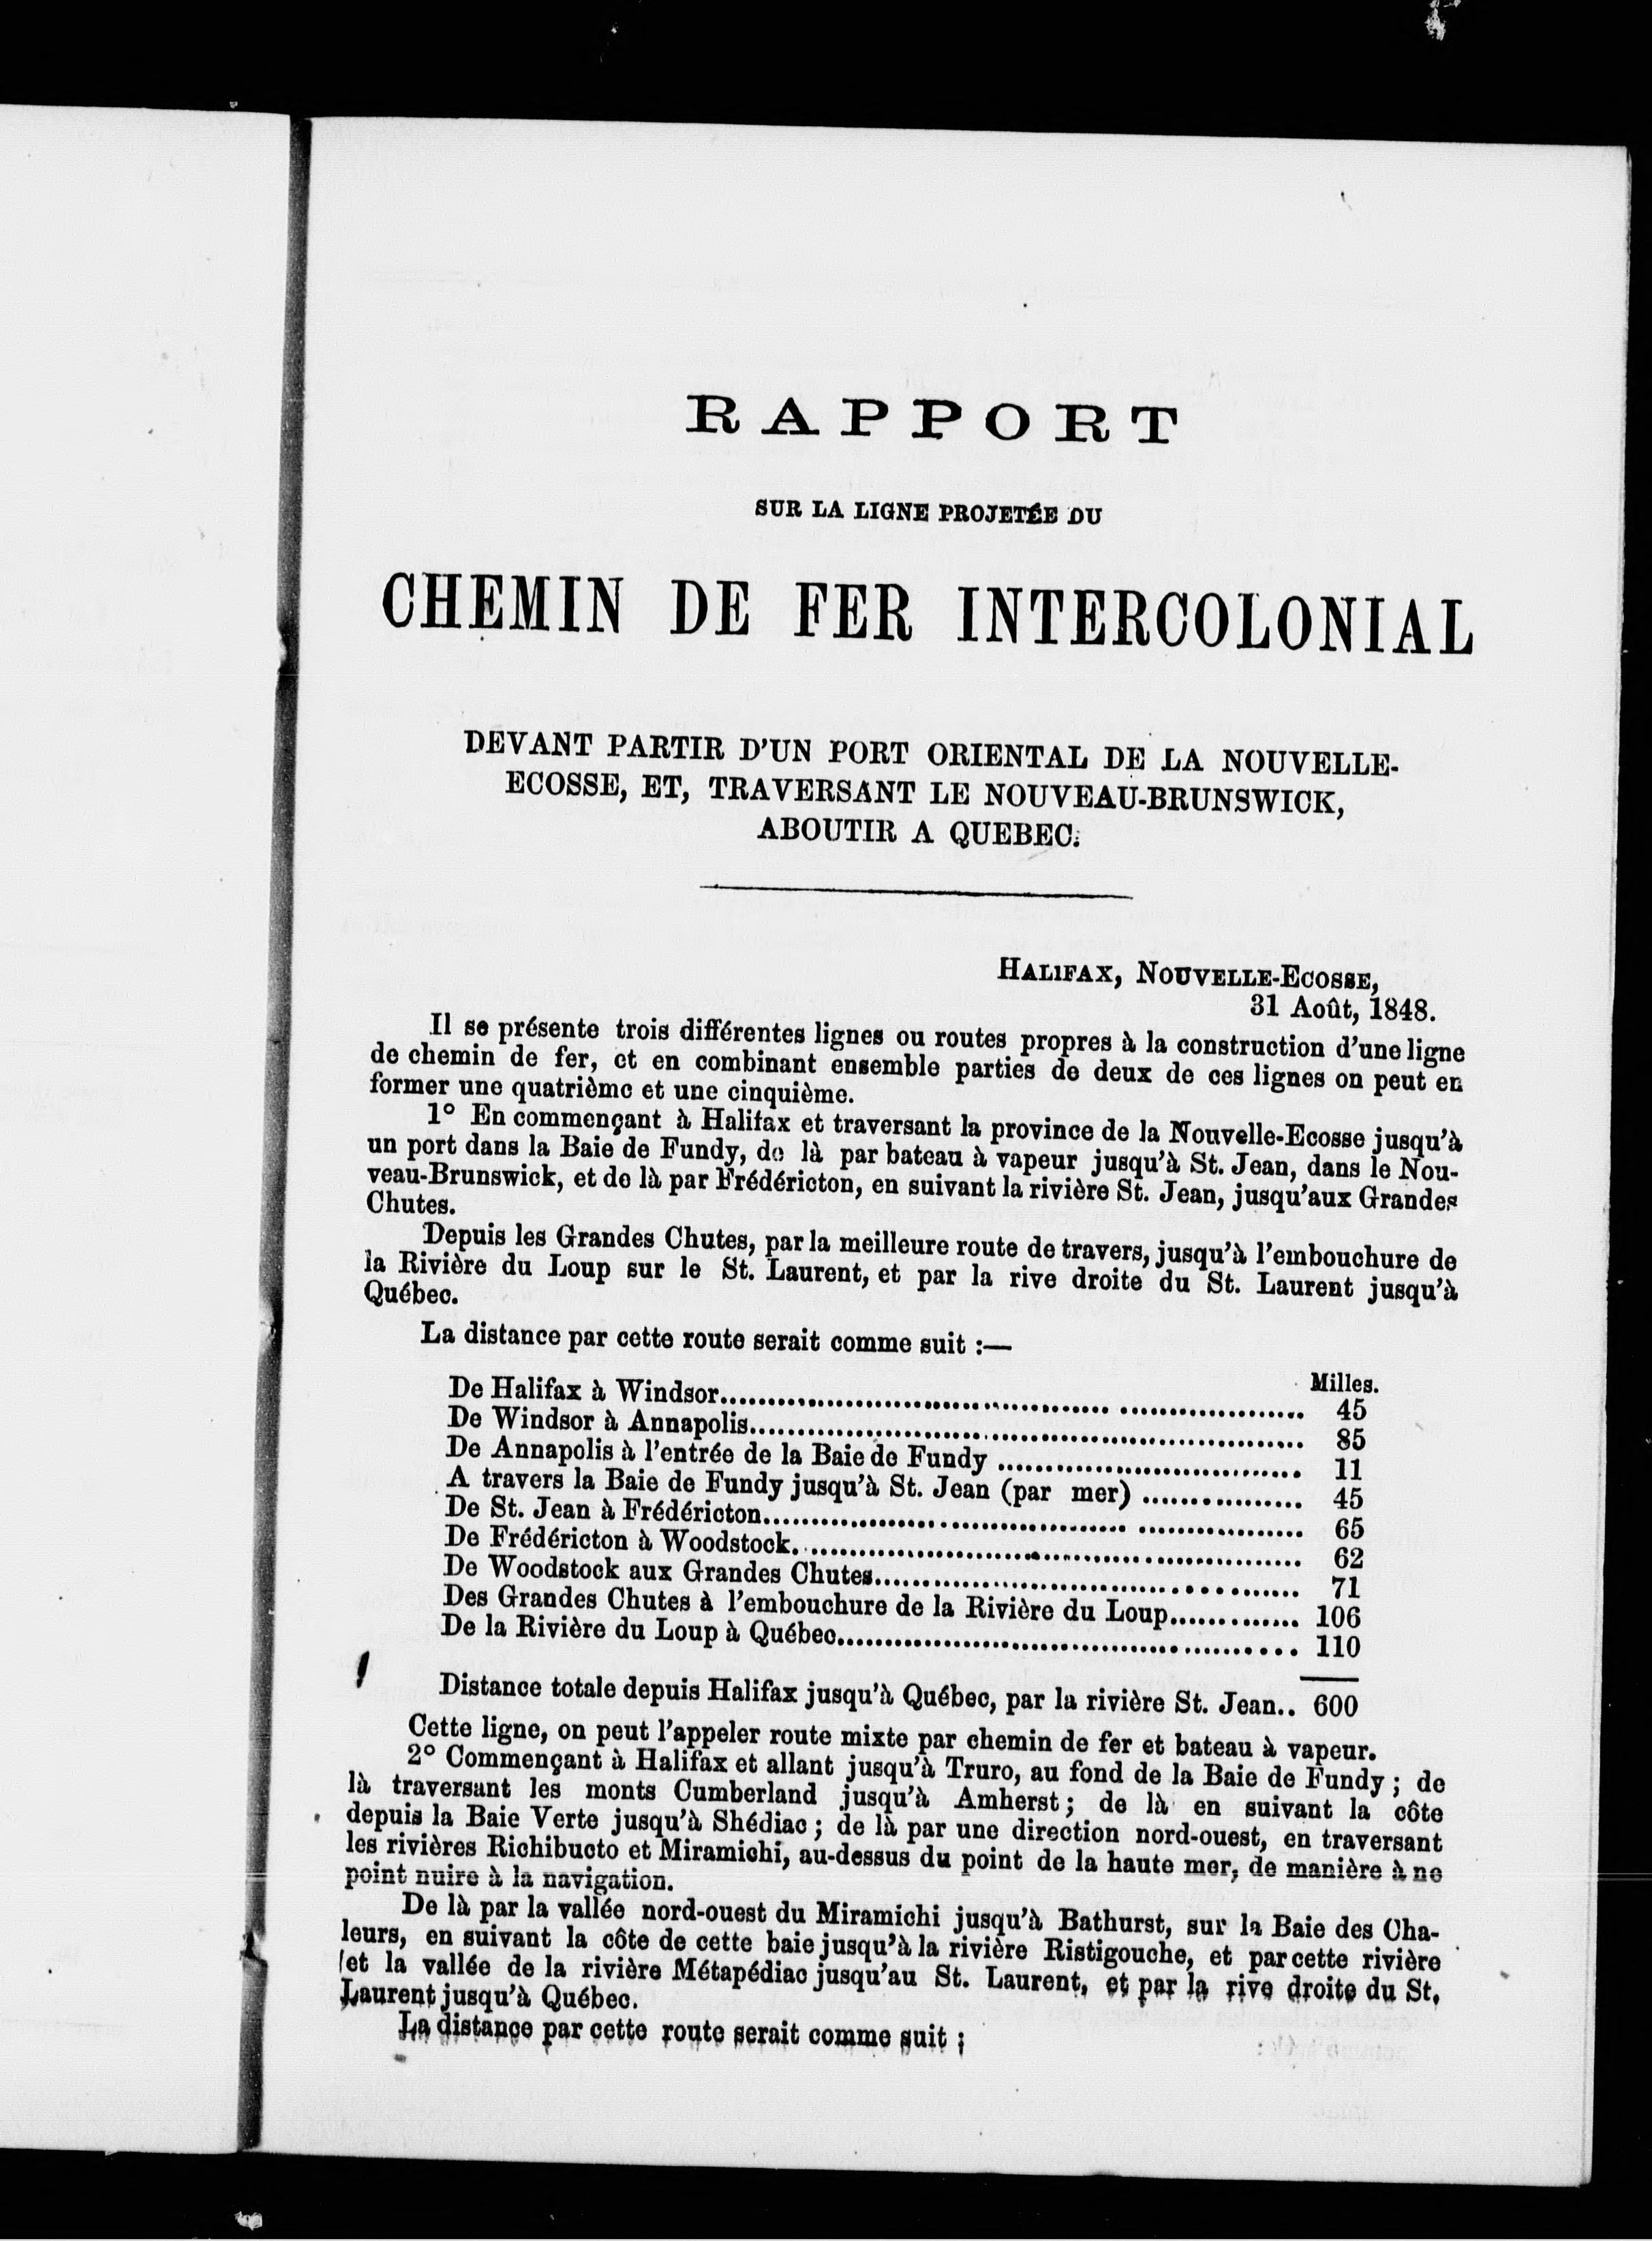 RAPPORT
SUR LA LIGNE PROJETÉE DU
CHEMIN DE FER INTERCOLONIAL
DEVANT PARTIR D'UN PORT ORIENTAL DE LA NOUVELLE-
ECOSSE, ET, TRAVERSANT LE NOUVEAU-BRUNSWICK,
ABOUTIR A QUEBEC.
HALIFAX, NOUVELLE-ECOSSE,
31 Août, 1848.
Il se présente trois différentes lignes ou routes propres à la construction d'une ligne
de chemin de fer, et en combinant ensemble parties de deux de ces lignes on peut en
former une quatrième et une cinquième.
1° En commençant à Halifax et traversant la province de la Nouvelle-Ecosse jusqu'à
un port dans la Baie de Fundy, de là par bateau à vapeur jusqu'à St. Jean, dans le Nou-
veau-Brunswick, et de là par Frédéricton, en suivant la rivière St. Jean, jusqu'aux Grandes
Chutes.
Depuis les Grandes Chutes, par la meilleure route de travers, jusqu'à l'embouchure de
la Rivière du Loup sur le St. Laurent, et par la rive droite du St. Laurent jusqu'à
Québec.
La distance par cette route serait comme suit :—
Milles.
De Halifax à Windsor.......................................................... 45
De Windsor à Annapolis....................................................... 85
De Annapolis à l'entrée de la Baie de Fundy ................................ 11
A travers la Baie de Fundy jusqu'à St. Jean (par mer) ................. 45
De St. Jean à Frédéricton..................................................... 65
De Frédéricton à Woodstock.................................................. 62
De Woodstock aux Grandes Chutes......................................... 71
Des Grandes Chutes à l'embouchure de la Rivière du Loup............. 106
De la Rivière du Loup à Québec............................................. 110
Distance totale depuis Halifax jusqu'à Québec, par la rivière St. Jean.. 600
Cette ligne, on peut l'appeler route mixte par chemin de fer et bateau à vapeur.
2° Commençant à Halifax et allant jusqu'à Truro, au fond de la Baie de Fundy ; de
là traversant les monts Cumberland jusqu'à Amherst ; de là en suivant la côte
depuis la Baie Verte jusqu'à Shédiac ; de là par une direction nord-ouest, en traversant
les rivières Richibucto et Miramichi, au-dessus du point de la haute mer, de manière à ne
point nuire à la navigation.
De là par la vallée nord-ouest du Miramichi jusqu'à Bathurst, sur la Baie des Cha-
leurs, en suivant la côte de cette baie jusqu'à la rivière Ristigouche, et par cette rivière
et la vallée de la rivière Métapédiac jusqu'au St. Laurent, et par la rive droite du St.
Laurent jusqu'à Québec.
La distance par cette route serait comme suit ;